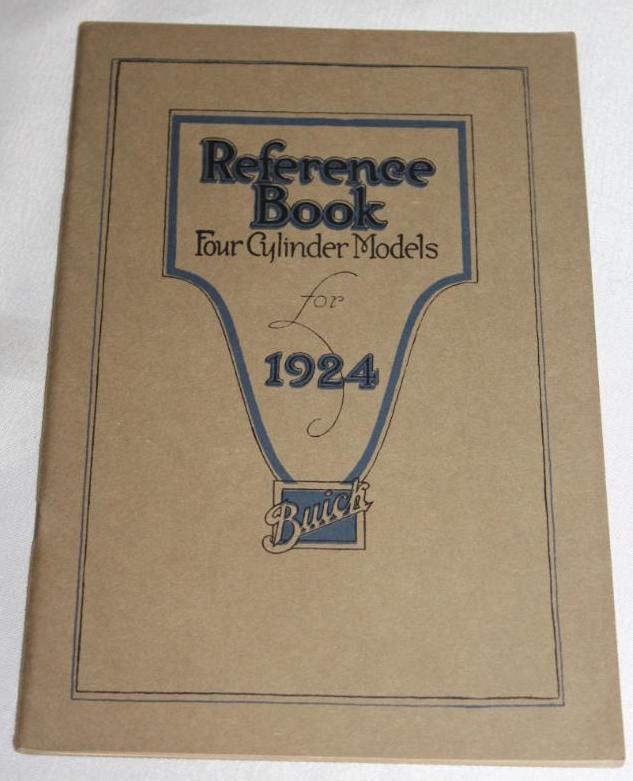 Reference
Book
Four Cylinder Models
for
1924
Buick